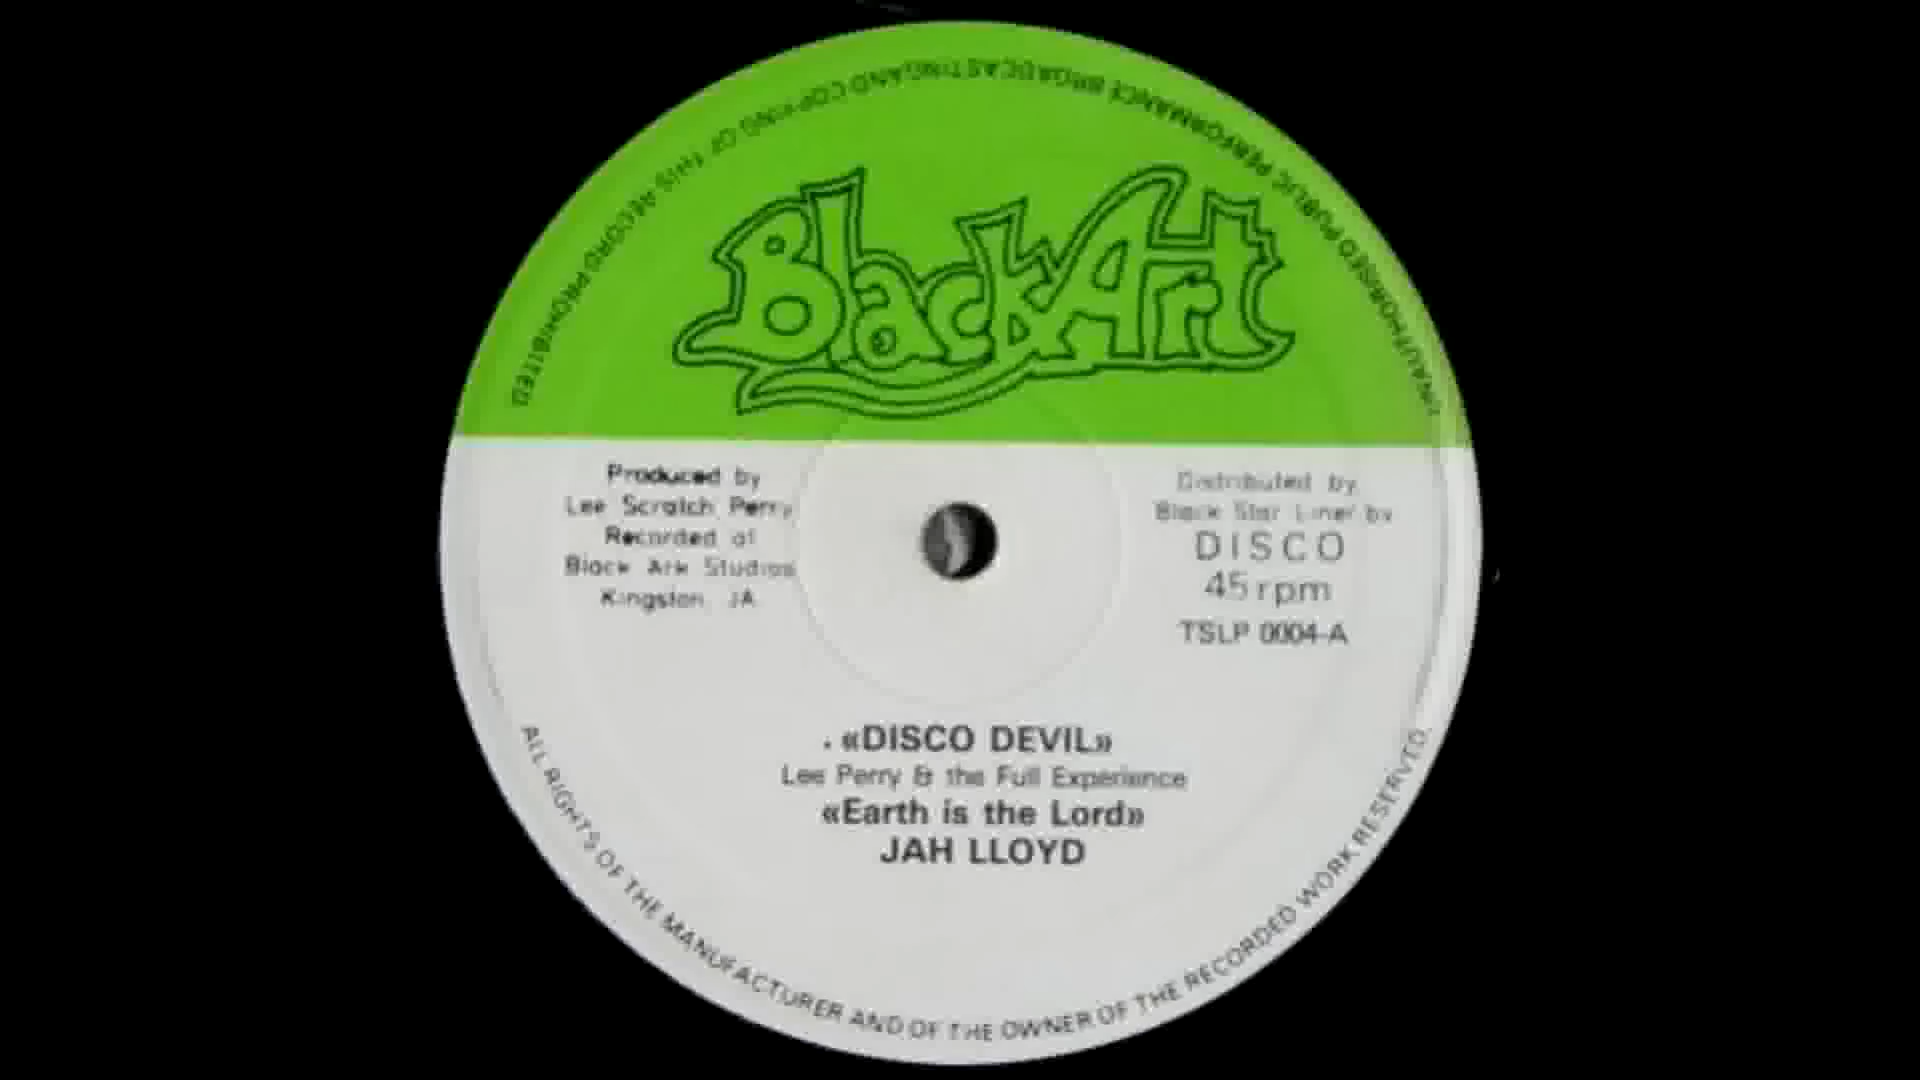 UNAUTHORISED PUBLIC PERFORMANCE BROADCASTING AND COPYING OF THIS RECORD PROHIBITED
Black Art
Produced by
Lee Scratch Perry
Recorded at
Black Ark Studios
Kingston, JA
Distributed by
Black Star Liner by
DISCO
45 rpm
TSLP 0004-A
«DISCO DEVIL»
Lee Perry & the Full Experience
«Earth is the Lord»
JAH LLOYD
ALL RIGHTS OF THE MANUFACTURER AND OF THE OWNER OF THE RECORDED WORK RESERVED